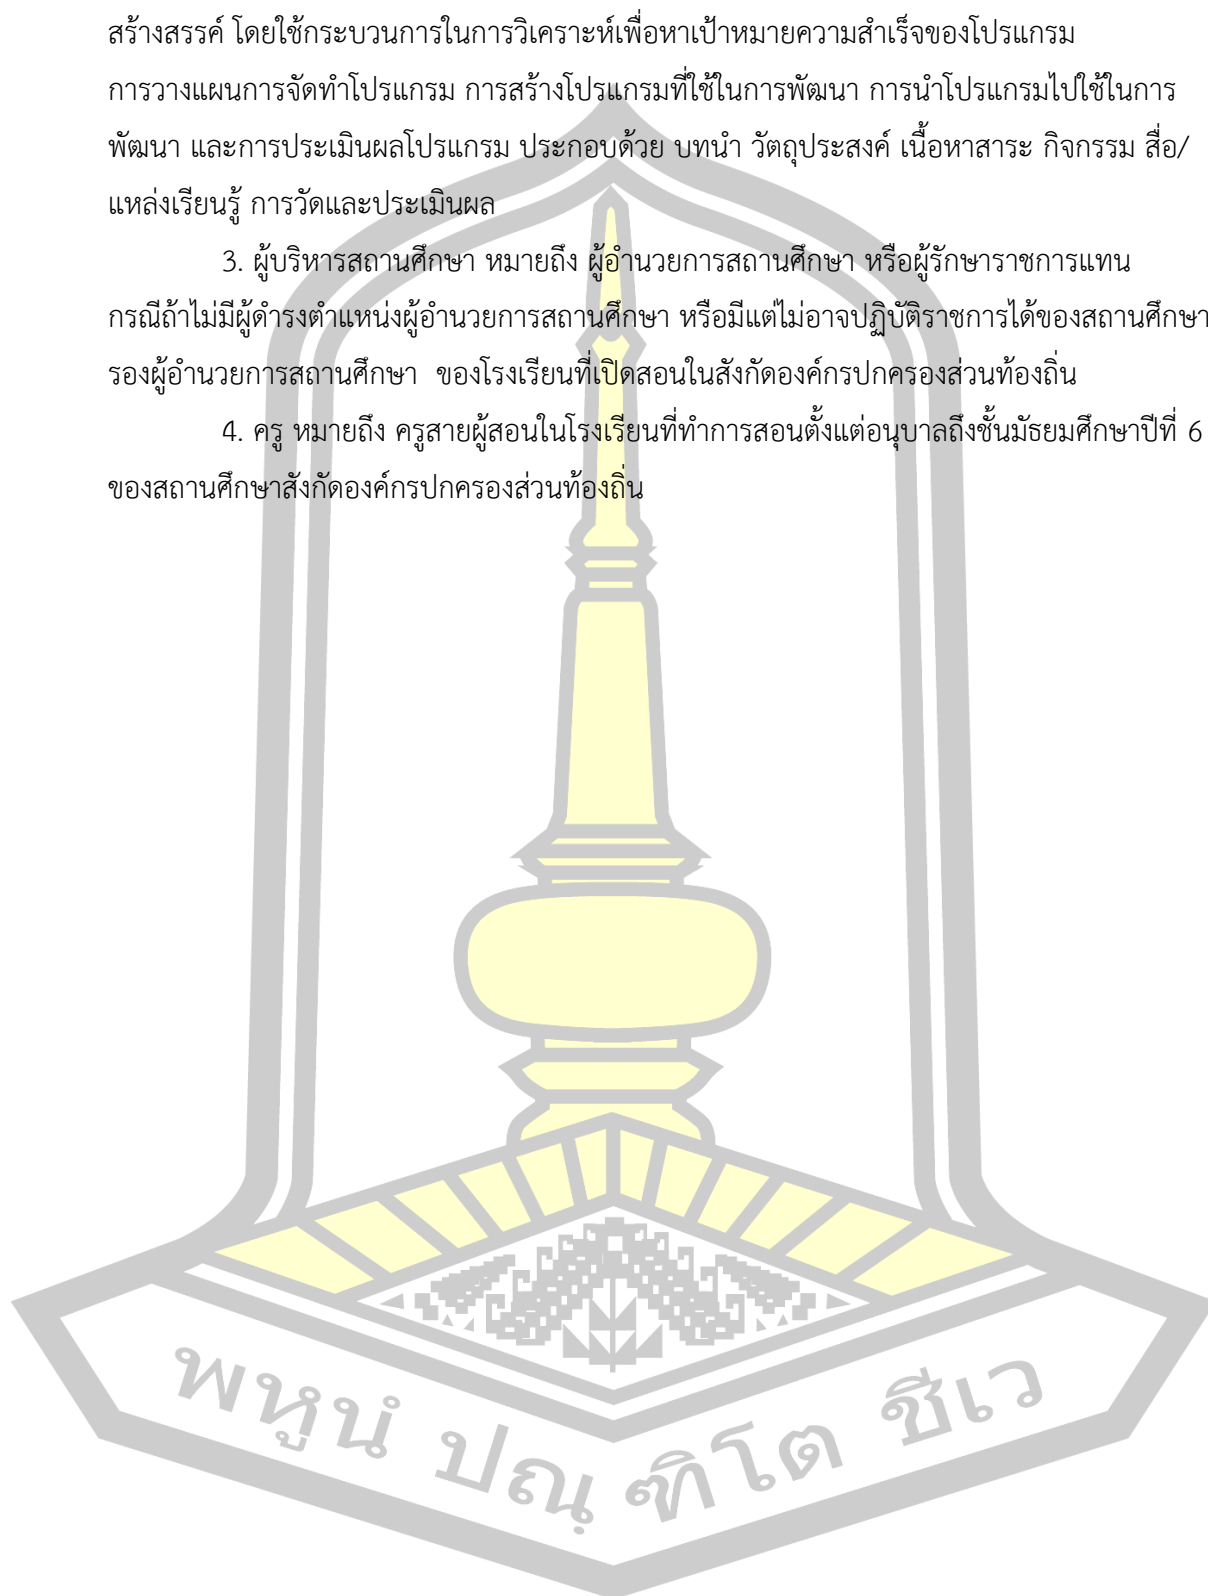 สร้างสรรค์ โดยใช้กระบวนการในการวิเคราะห์เพื่อหาเป้าหมายความสำเร็จของโปรแกรม
การวางแผนการจัดทำโปรแกรม การสร้างโปรแกรมที่ใช้ในการพัฒนา การนำโปรแกรมไปใช้ในการ
พัฒนา และการประเมินผลโปรแกรม ประกอบด้วย บทนำ วัตถุประสงค์ เนื้อหาสาระ กิจกรรม สื่อ/
แหล่งเรียนรู้ การวัดและประเมินผล
3. ผู้บริหารสถานศึกษา หมายถึง ผู้อำนวยการสถานศึกษา หรือผู้รักษาราชการแทน
กรณีถ้าไม่มีผู้ดำรงตำแหน่งผู้อำนวยการสถานศึกษา หรือมีแต่ไม่อาจปฏิบัติราชการได้ของสถานศึกษา
รองผู้อำนวยการสถานศึกษา  ของโรงเรียนที่เปิดสอนในสังกัดองค์กรปกครองส่วนท้องถิ่น
4. ครู หมายถึง ครูสายผู้สอนในโรงเรียนที่ทำการสอนตั้งแต่อนุบาลถึงชั้นมัธยมศึกษาปีที่ 6
ของสถานศึกษาสังกัดองค์กรปกครองส่วนท้องถิ่น
พหูนํ ปณฺ ฑิโต ชีเว